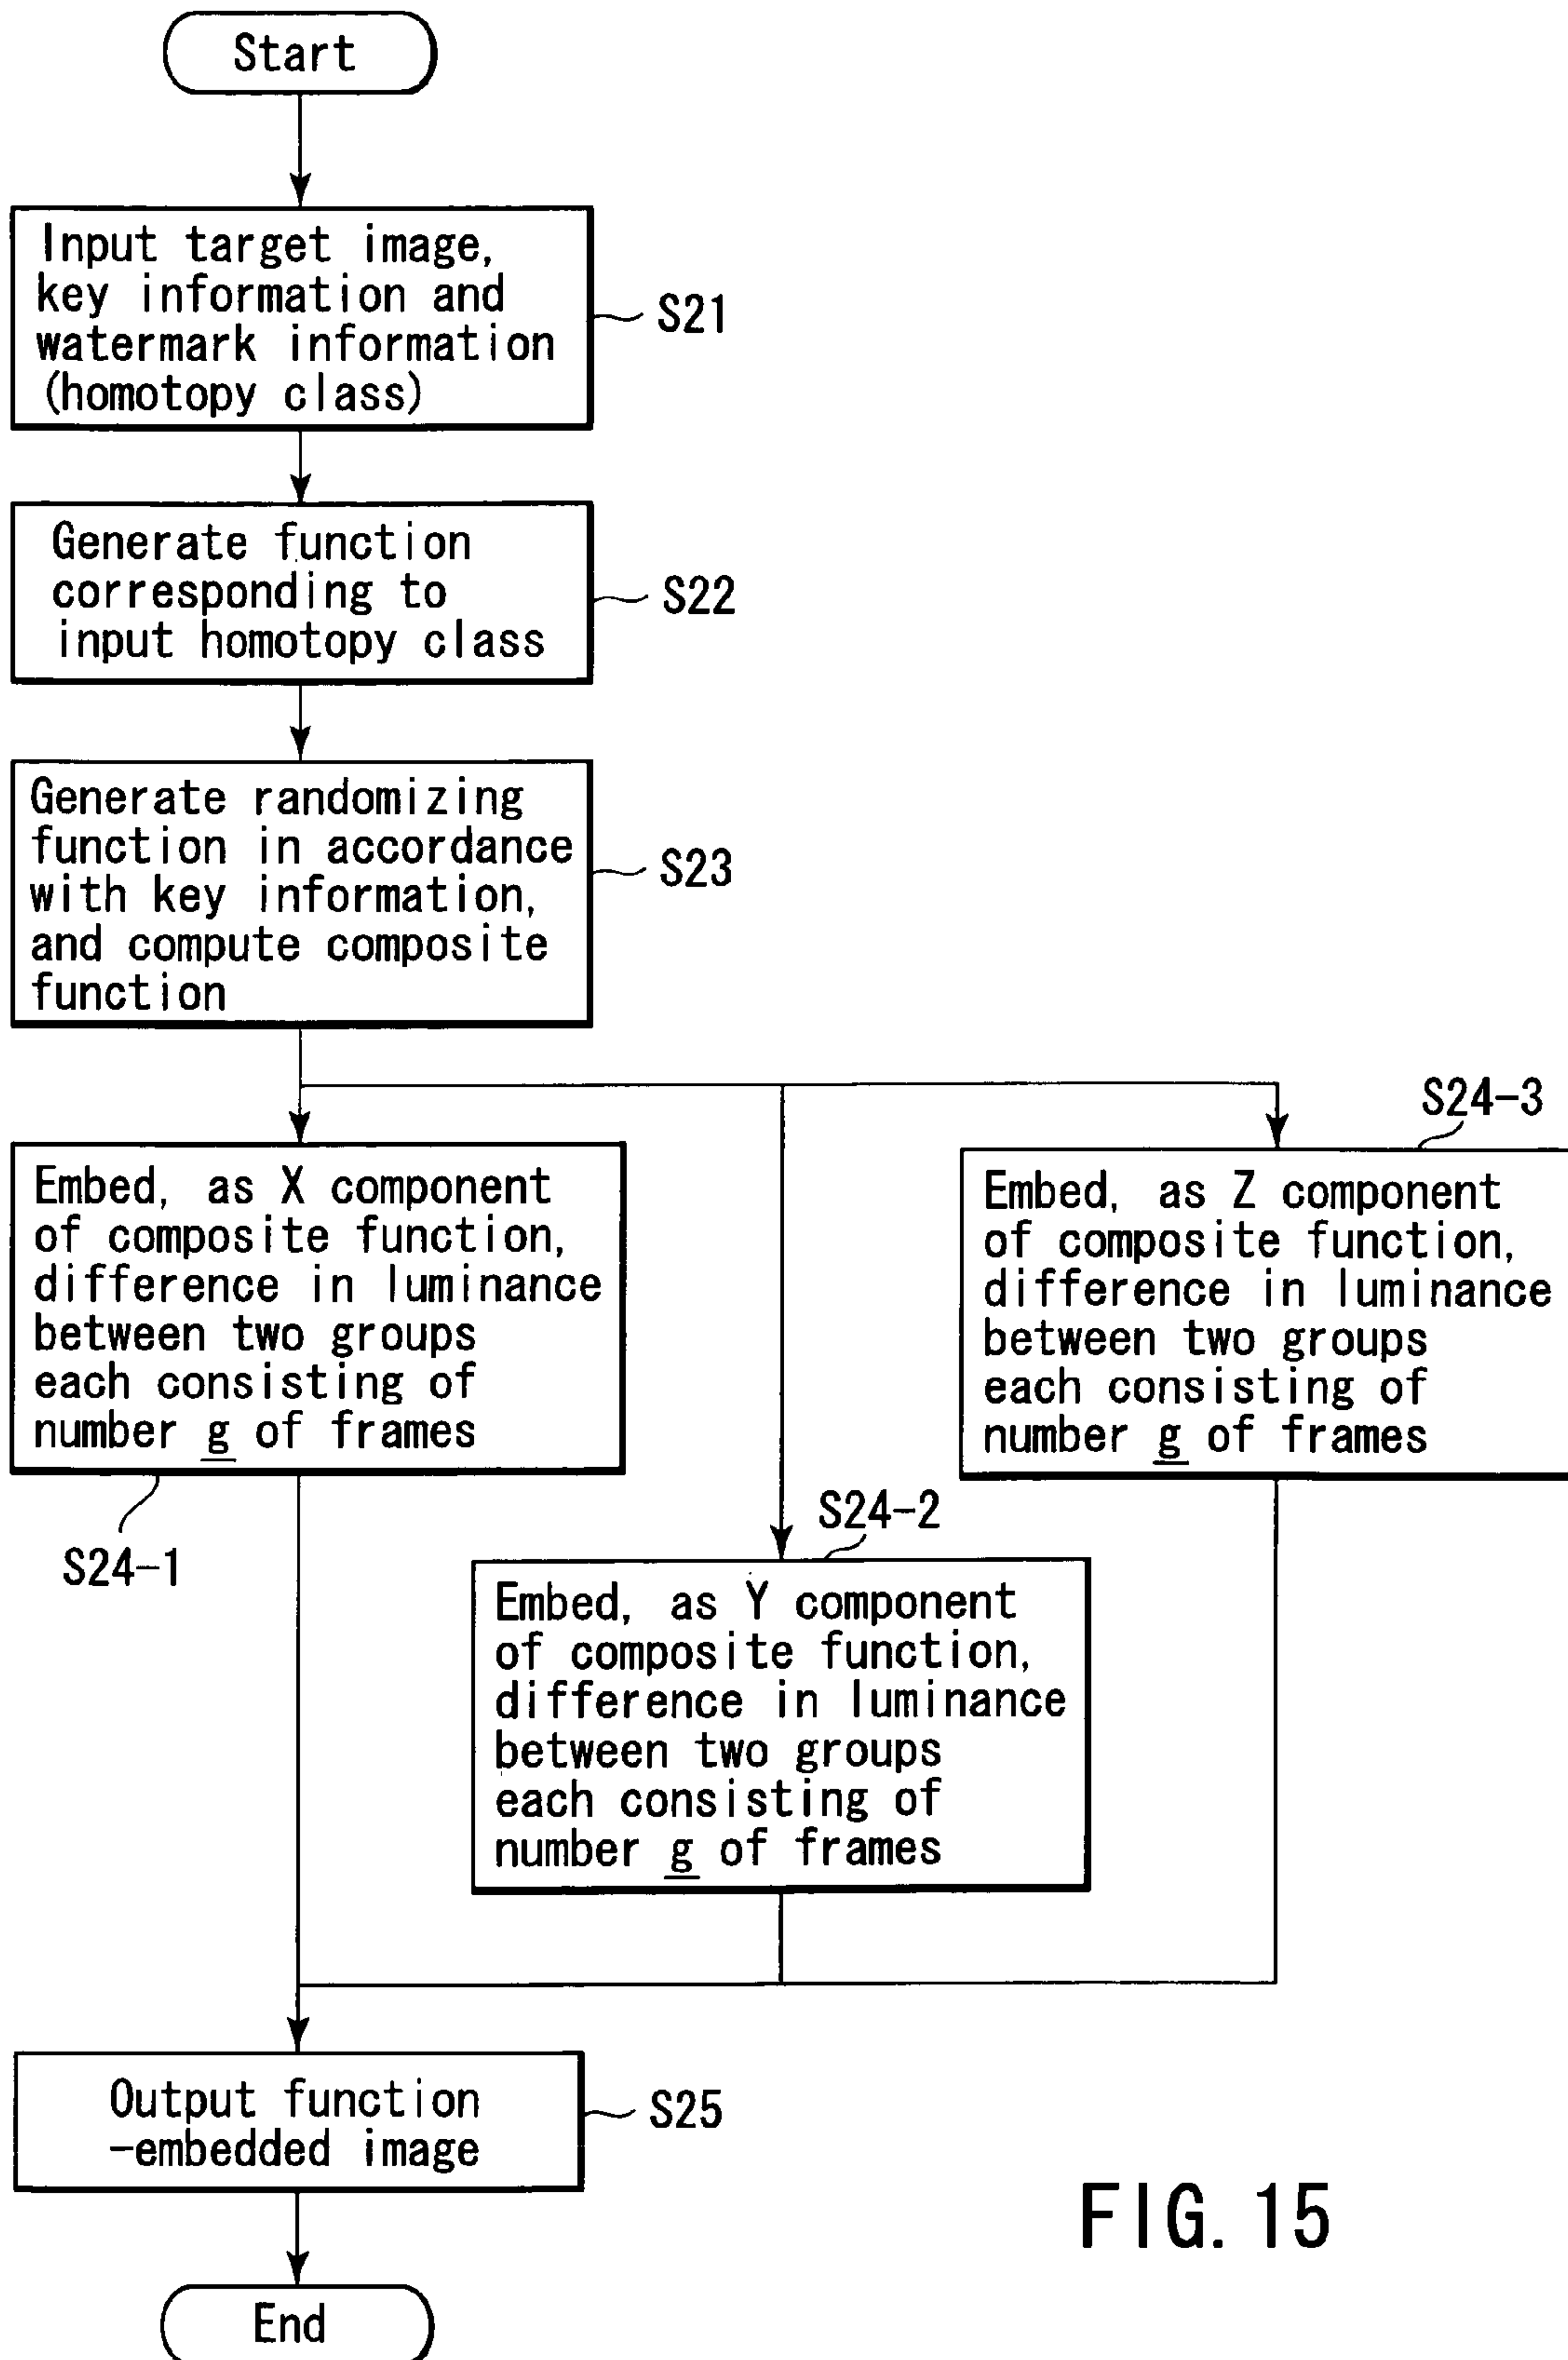 Start
Input target image,
key information and
watermark information
(homotopy class)
S21
Generate function
corresponding to
input homotopy class
S22
Generate randomizing
function in accordance
with key information,
and compute composite
function
S23
Embed, as X component
of composite function,
difference in luminance
between two groups
each consisting of
number g of frames
S24-1
S24-3
Embed, as Z component
of composite function,
difference in luminance
between two groups
each consisting of
number g of frames
S24-2
Embed, as Y component
of composite function,
difference in luminance
between two groups
each consisting of
number g of frames
Output function
-embedded image
S25
End
FIG. 15